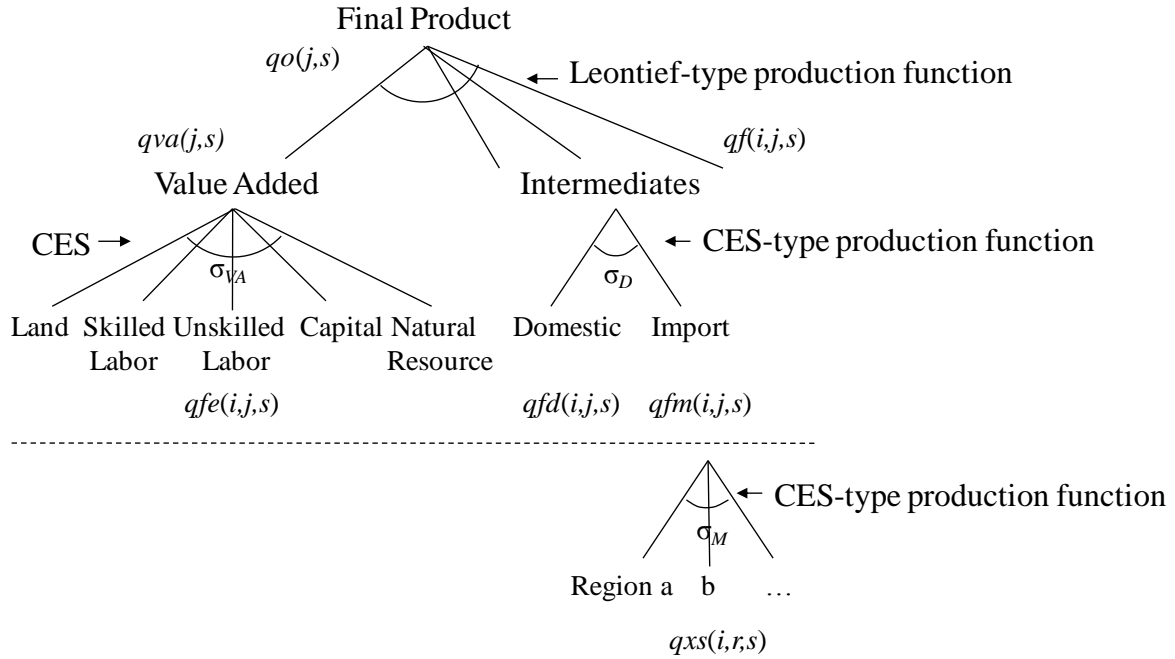 Final Product
qo(j,s)
Leontief-type production function
qva(j,s)
qf(i,j,s)
Value Added
Intermediates
CES
CES-type production function
σVA
σD
Land Skilled Labor Unskilled Labor Capital Natural Resource Domestic Import
qfe(i,j,s)
qfd(i,j,s)
qfm(i,j,s)
CES-type production function
σM
Region a b …
qxs(i,r,s)